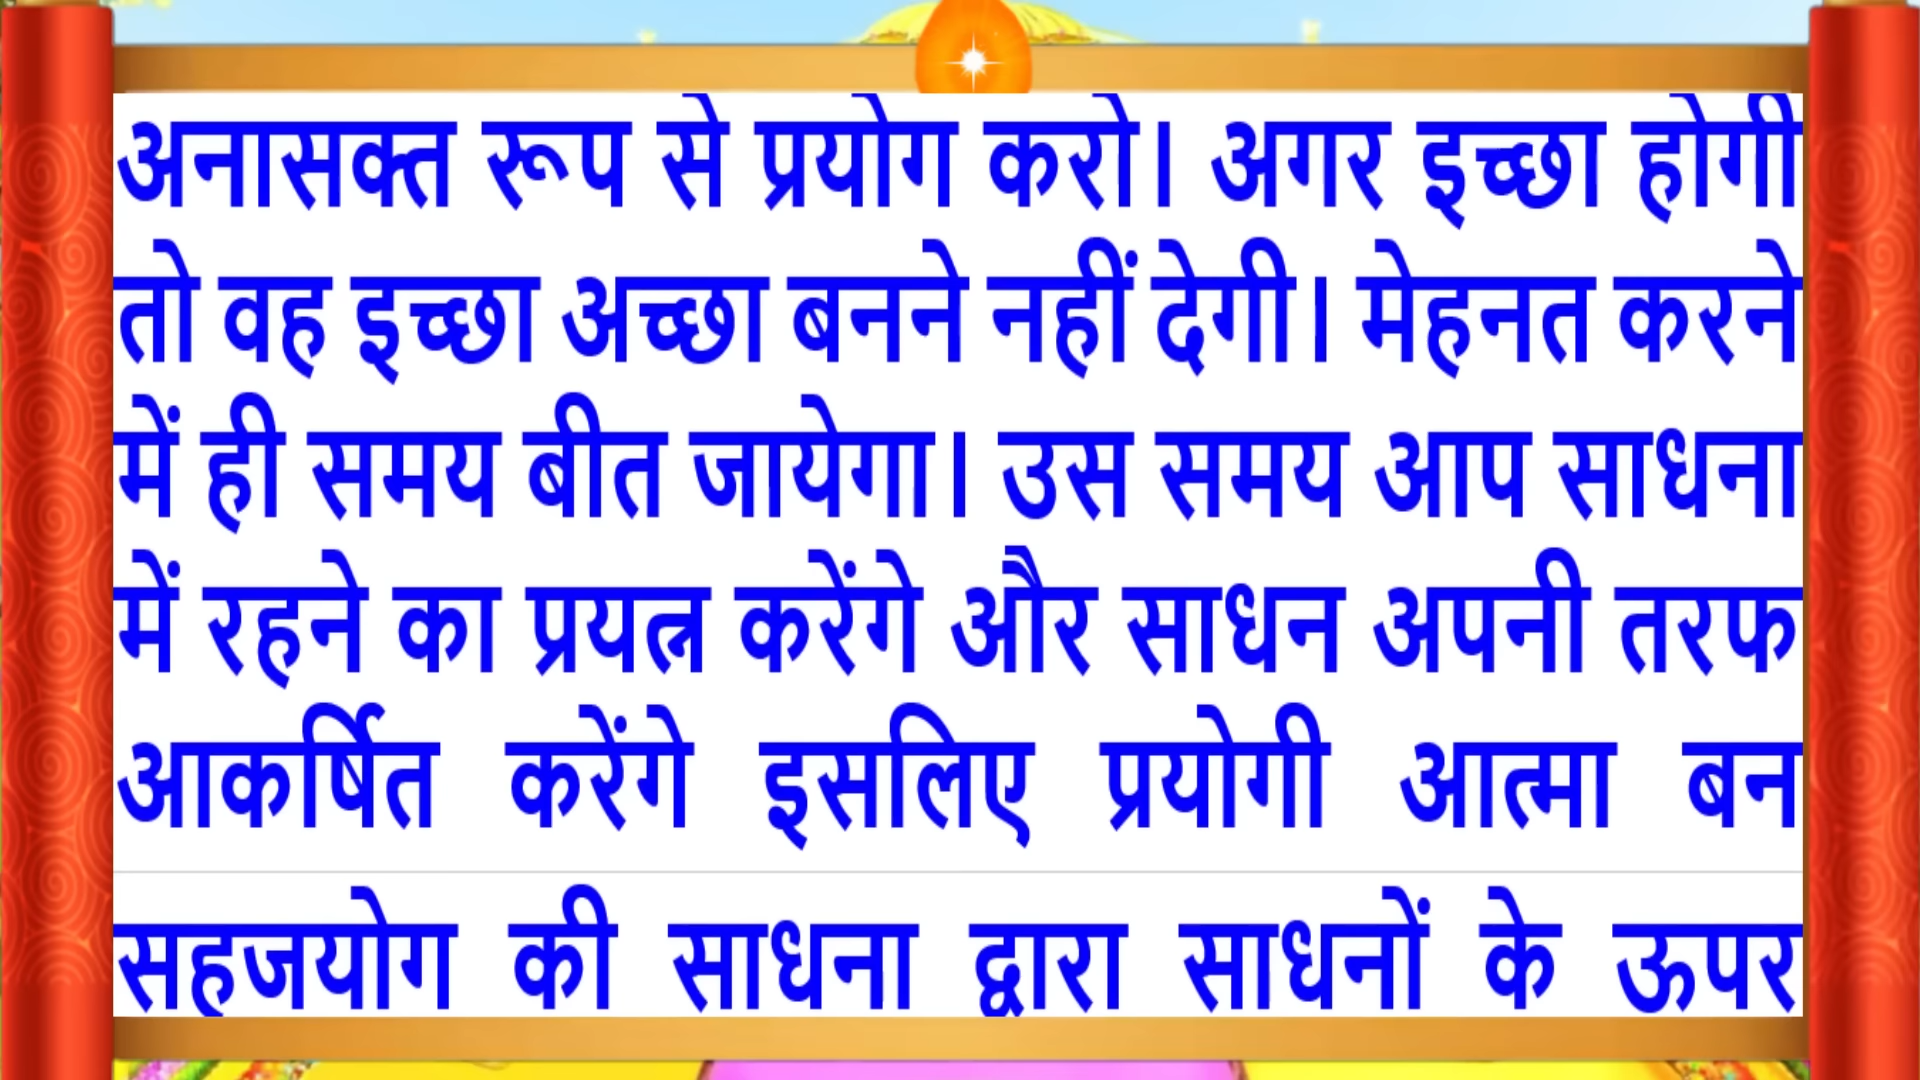 अनासक्त रूप से प्रयोग करो। अगर इच्छा होगी
तो वह इच्छा अच्छा बनने नहीं देगी। मेहनत करने
में ही समय बीत जायेगा। उस समय आप साधना
में रहने का प्रयत्न करेंगे और साधन अपनी तरफ
आकर्षित करेंगे इसलिए प्रयोगी आत्मा बन
सहजयोग की साधना द्वारा साधनों के ऊपर